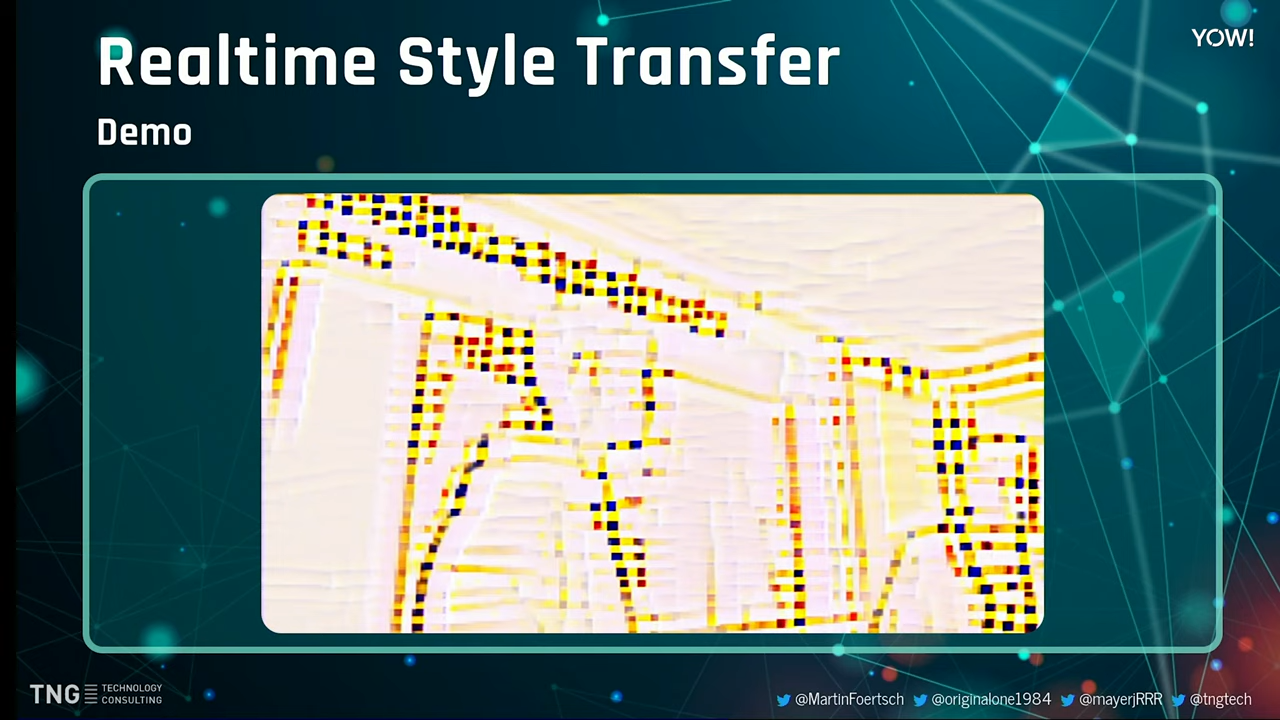 Realtime Style Transfer
YOW!
Demo
TNG TECHNOLOGY CONSULTING
@MartinFoertsch @originalone1984 @mayerjRRR @tngtech